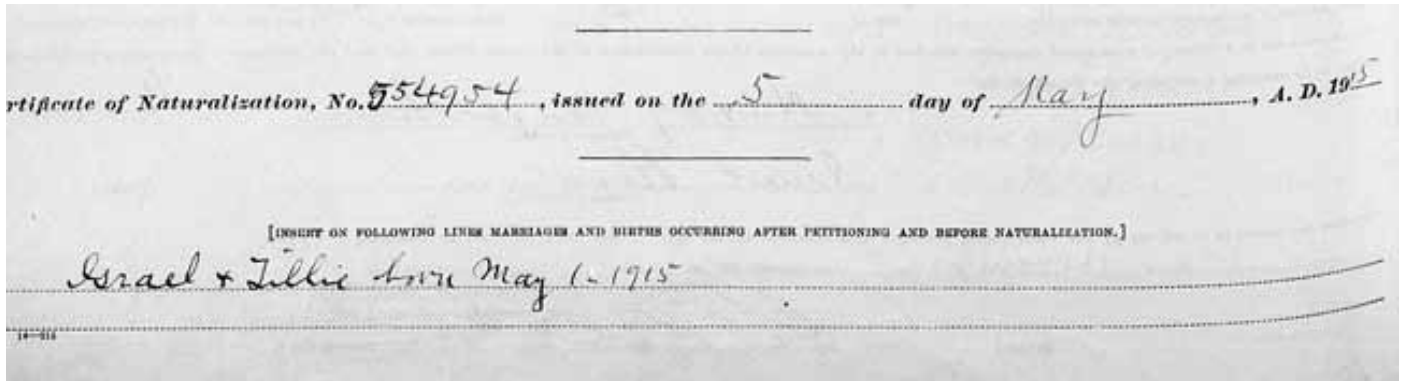 rtificate of Naturalization, No. 554954, issued on the 5 day of May, A. D. 1915
[INSERT ON FOLLOWING LINES MARRIAGES AND BIRTHS OCCURRING AFTER PETITIONING AND BEFORE NATURALIZATION.]
Israel + Tillie born May 1. 1915